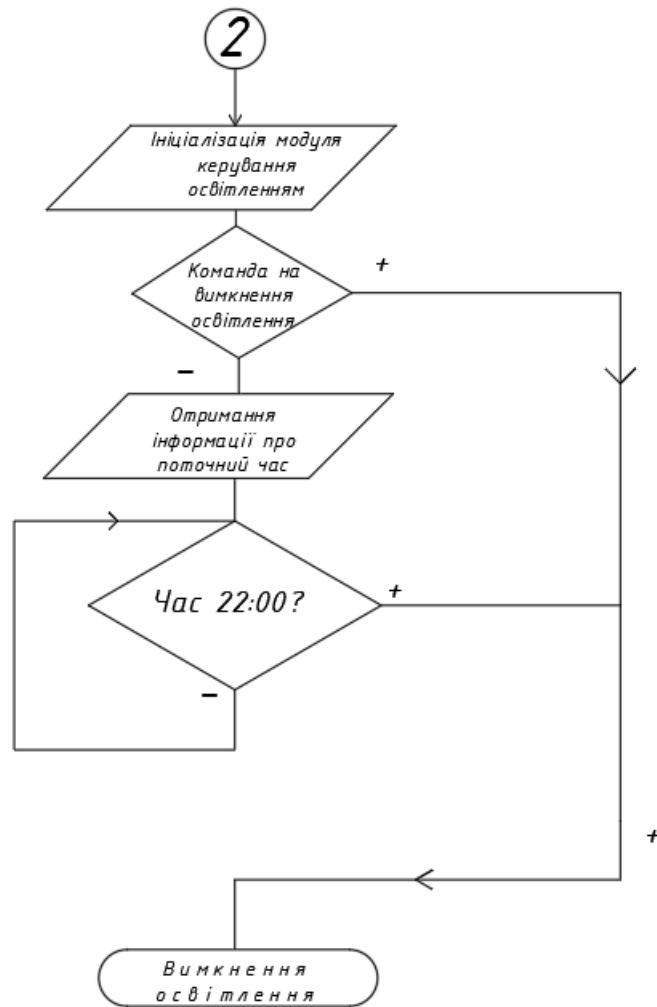 2
Ініціалізація модуля
керування
освітленням
+
Команда на
вимкнення
освітлення
–
Отримання
інформації про
поточний час
+
Час 22:00?
–
+
Вимкнення
освітлення